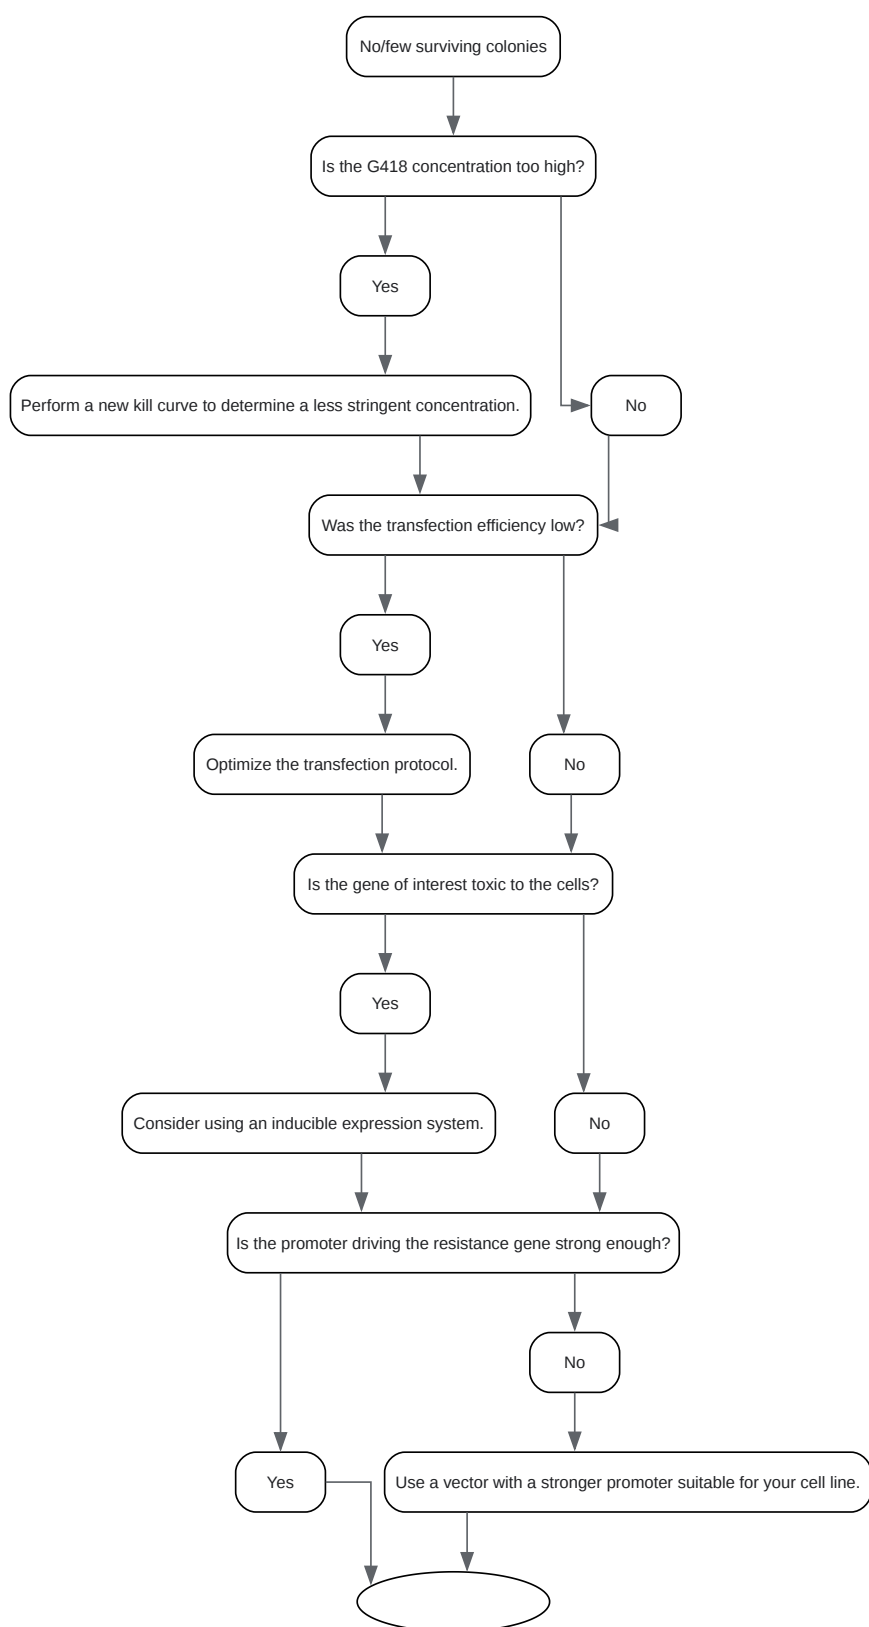 No/few surviving colonies
Is the G418 concentration too high?
Yes
Perform a new kill curve to determine a less stringent concentration.
No
Was the transfection efficiency low?
Yes
Optimize the transfection protocol.
No
Is the gene of interest toxic to the cells?
Yes
Consider using an inducible expression system.
No
Is the promoter driving the resistance gene strong enough?
No
Yes
Use a vector with a stronger promoter suitable for your cell line.